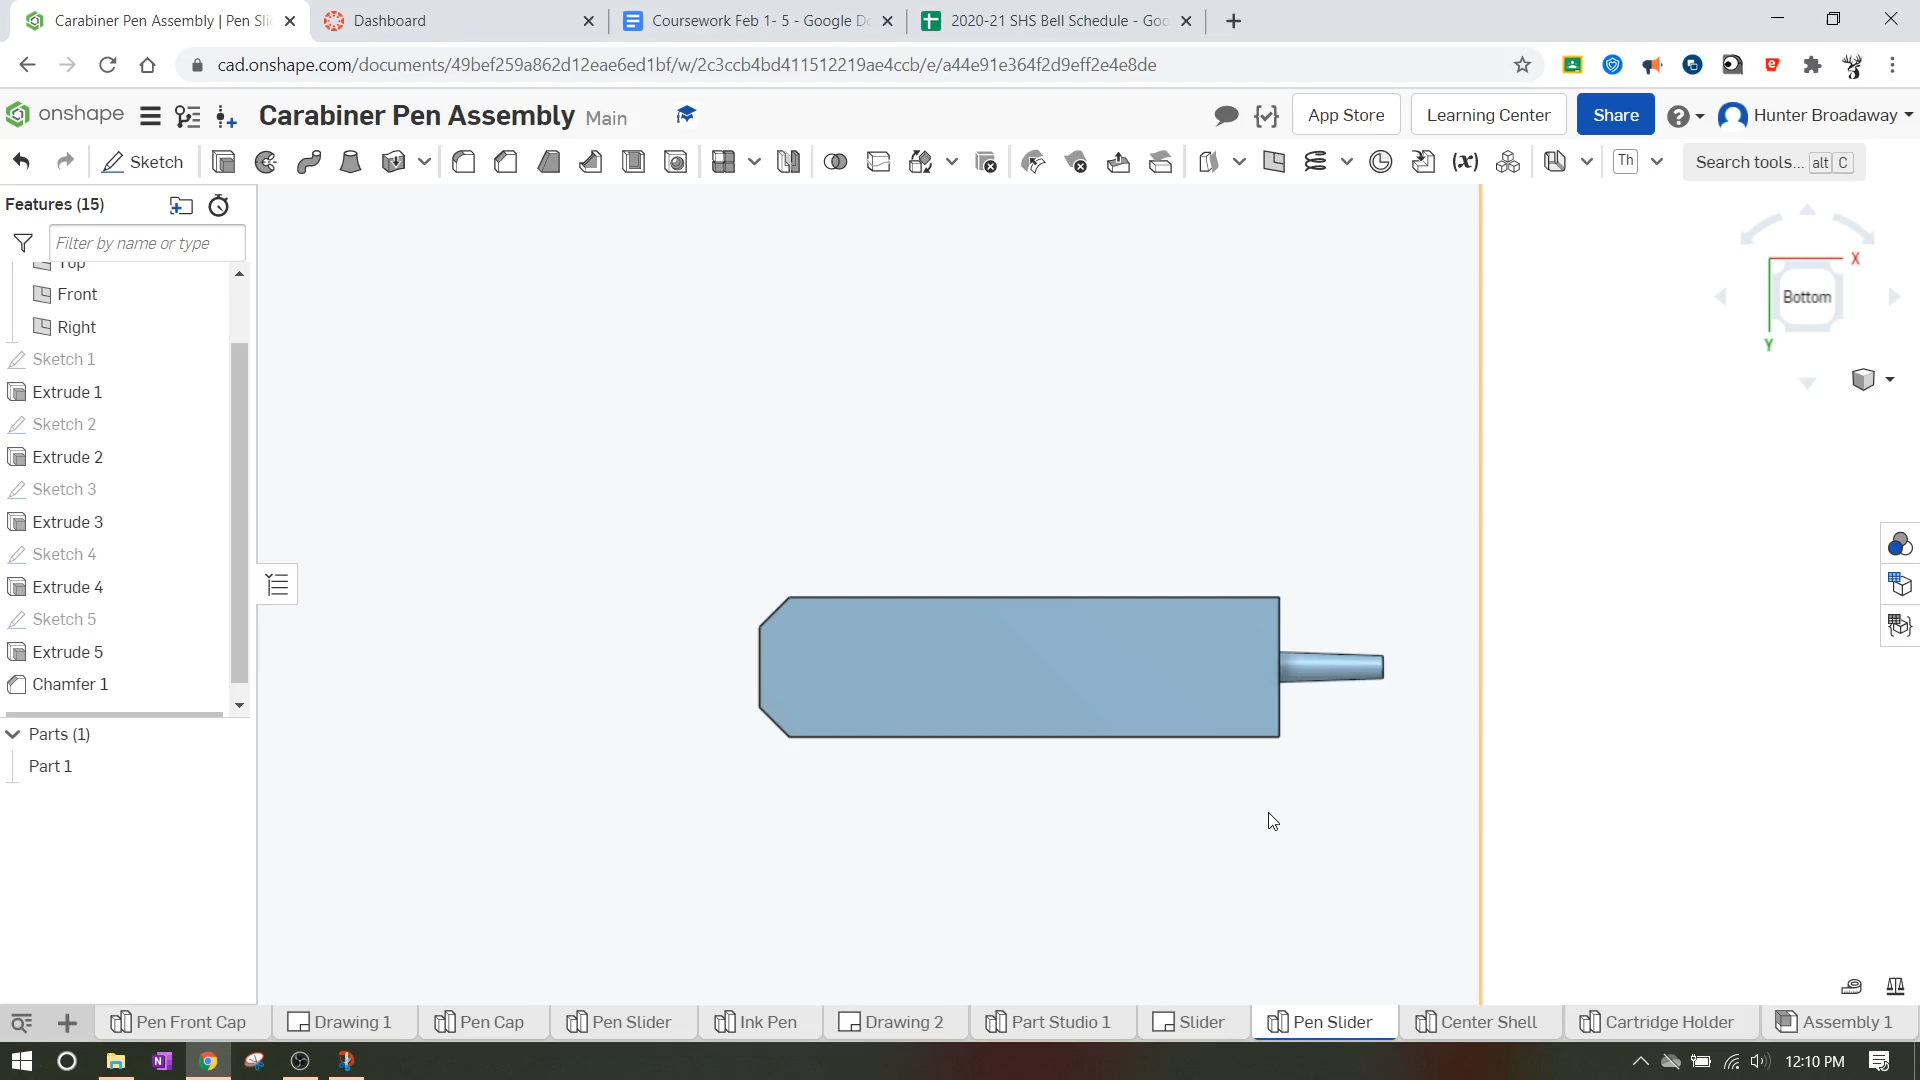 Carabiner Pen Assembly | Pen Sli
Dashboard
Coursework Feb 1- 5 - Google D
2020-21 SHS Bell Schedule - Goo
cad.onshape.com/documents/49bef259a862d12eae6ed1bf/w/2c3ccb4bd411512219ae4ccb/e/a44e91e364f2d9eff2e4e8de
onshape
Carabiner Pen Assembly Main
App Store
Learning Center
Share
Hunter Broadaway
Sketch
Th
Search tools... alt C
Features (15)
Filter by name or type
Top
Front
Right
Sketch 1
Extrude 1
Sketch 2
Extrude 2
Sketch 3
Extrude 3
Sketch 4
Extrude 4
Sketch 5
Extrude 5
Chamfer 1
Parts (1)
Part 1
X
Bottom
Y
Pen Front Cap
Drawing 1
Pen Cap
Pen Slider
Ink Pen
Drawing 2
Part Studio 1
Slider
Pen Slider
Center Shell
Cartridge Holder
Assembly 1
12:10 PM